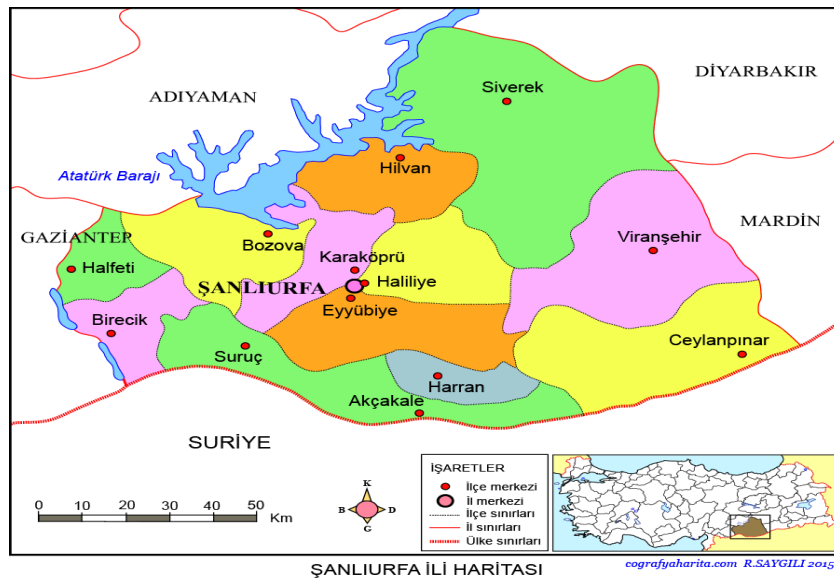 DİYARBAKIR
Siverek
ADIYAMAN
Hilvan
Atatürk Barajı
MARDİN
Viranşehir
GAZİANTEP
Bozova
Karaköprü
Halfeti
ŞANLIURFA
Haliliye
Eyyübiye
Birecik
Ceylanpınar
Suruç
Harran
Akçakale
SURİYE
İŞARETLER
İlçe merkezi
İl merkezi
İlçe sınırları
İl sınırları
Ülke sınırları
K
B D
G
0 10 20 30 40 50
Km
cografyaharita.com R.SAYGILI 2015
ŞANLIURFA İLİ HARİTASI